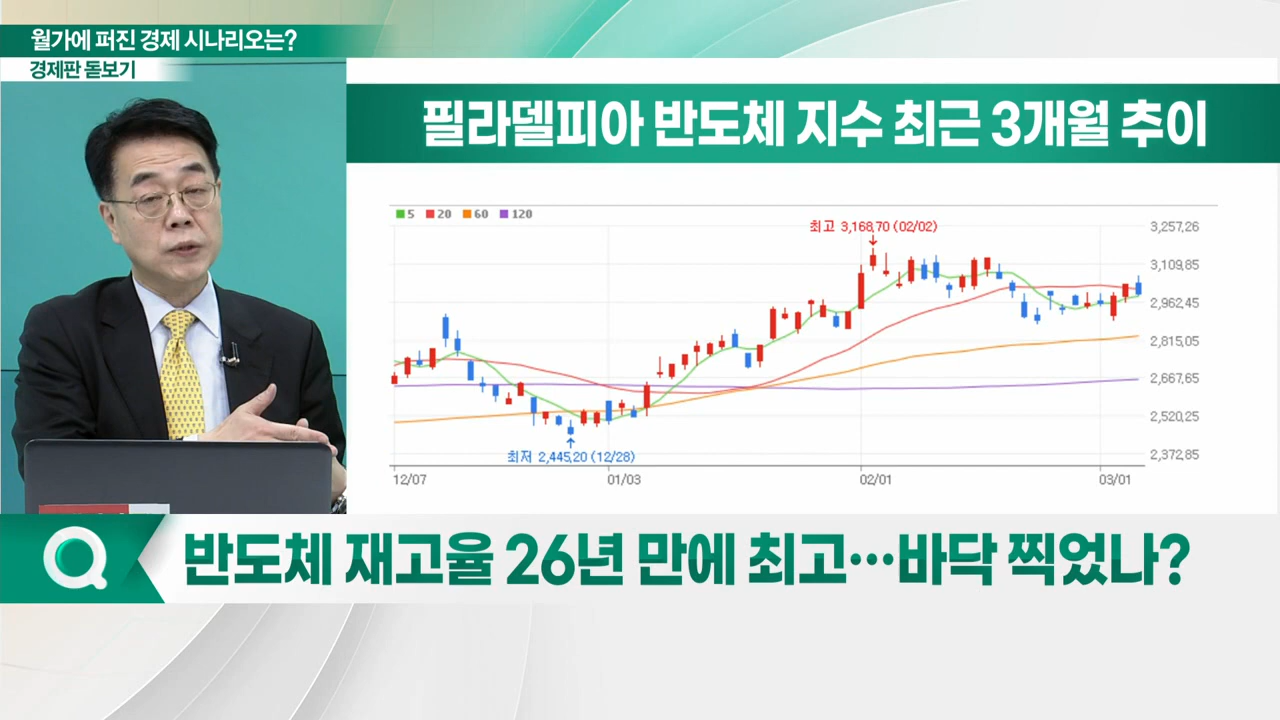 월가에 퍼진 경제 시나리오는?
경제판 돋보기
필라델피아 반도체 지수 최근 3개월 추이
5 20 60 120
최고 3,168,70 (02/02)
3,257,26
3,109,85
2,962,45
2,815,05
2,667,65
2,520,25
2,372,85
최저 2,445,20 (12/28)
12/07 01/03 02/01 03/01
반도체 재고율 26년 만에 최고…바닥 찍었나?